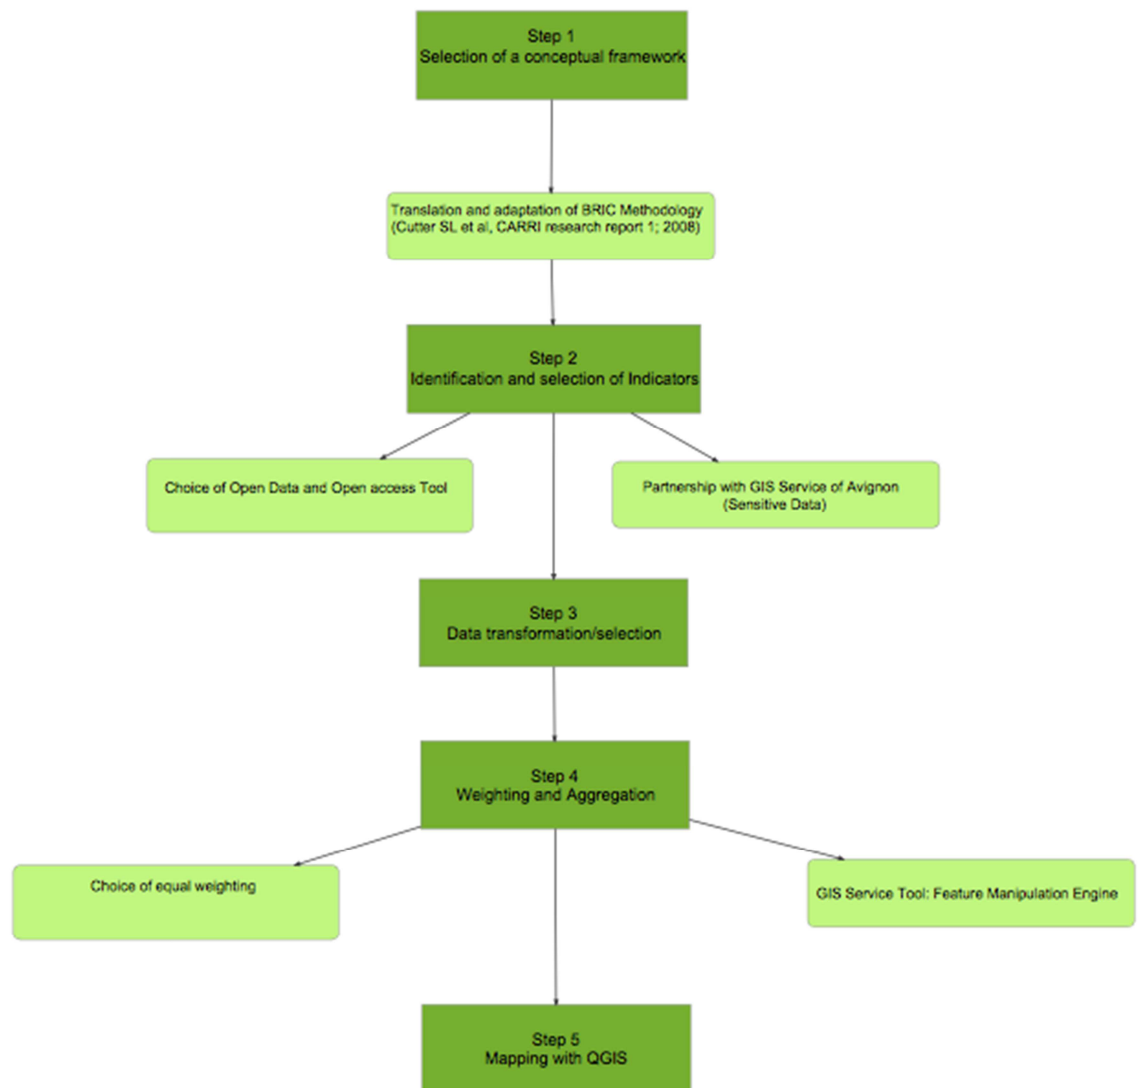 Step 1
Selection of a conceptual framework
Translation and adaptation of BRIC Methodology
(Cutter SL et al, CARRI research report 1; 2008)
Step 2
Identification and selection of Indicators
Choice of Open Data and Open access Tool
Partnership with GIS Service of Avignon
(Sensitive Data)
Step 3
Data transformation/selection
Step 4
Weighting and Aggregation
Choice of equal weighting
GIS Service Tool: Feature Manipulation Engine
Step 5
Mapping with QGIS